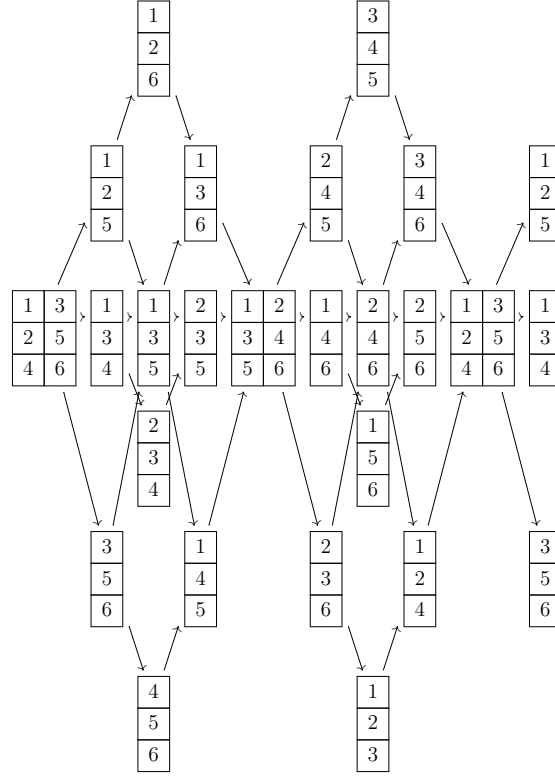 1 3
2 4
6 5
1 1 2 3 1
2 3 4 4 2
5 6 5 6 5
1 3 1 1 2 1 2 1 2 2 1 3 1
2 5 3 3 3 3 4 4 4 5 2 5 3
4 6 4 5 5 5 6 6 6 6 4 6 4
2 1
3 5
4 6
3 1 2 1 3
5 4 3 2 5
6 5 6 4 6
4 1
5 2
6 3